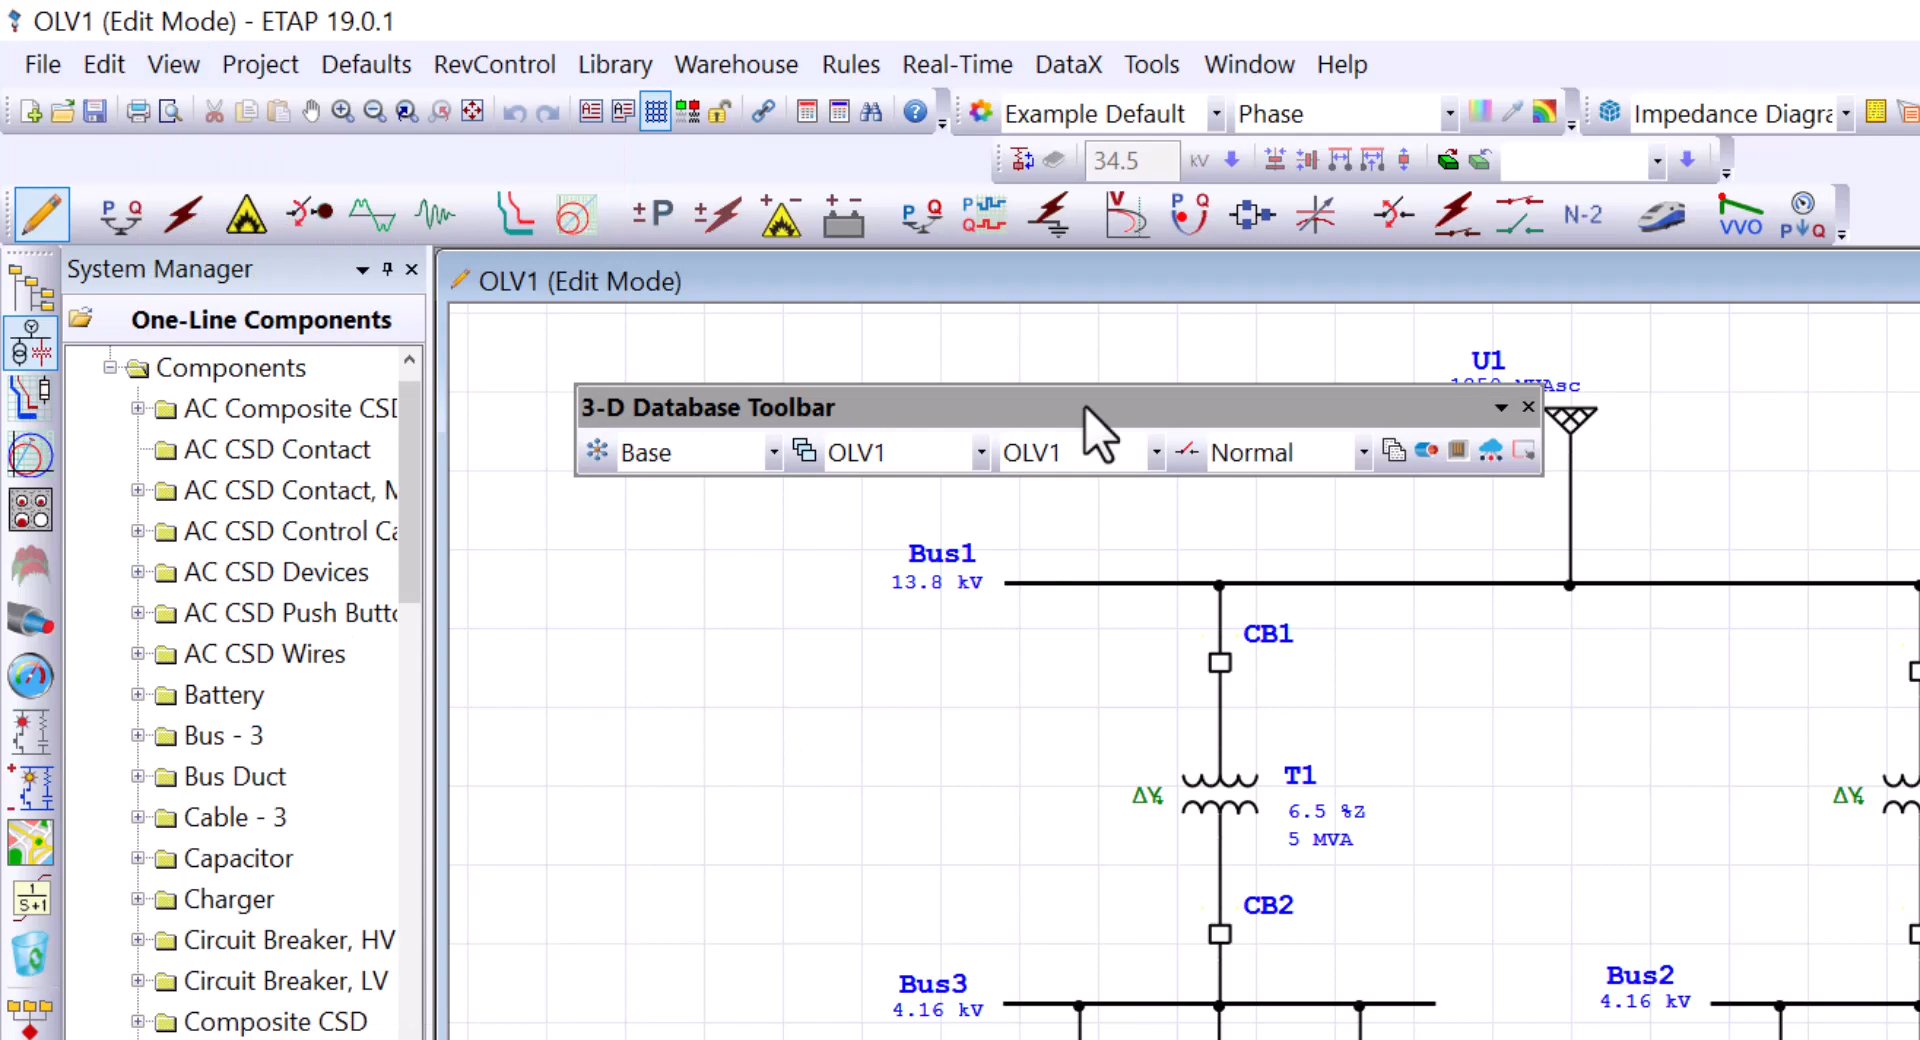 OLV1 (Edit Mode) - ETAP 19.0.1
File Edit View Project Defaults RevControl Library Warehouse Rules Real-Time DataX Tools Window Help
Example Default Phase Impedance Diagra
34.5 kV
P Q ± P ± + - + - P Q P Q V P Q N-2 VVO P Q
System Manager
OLV1 (Edit Mode)
One-Line Components
Components
AC Composite CSD
AC CSD Contact
AC CSD Contact, M
AC CSD Control Ca
AC CSD Devices
AC CSD Push Butto
AC CSD Wires
Battery
Bus - 3
Bus Duct
Cable - 3
Capacitor
Charger
Circuit Breaker, HV
Circuit Breaker, LV
Composite CSD
1
S+1
3-D Database Toolbar
Base OLV1 OLV1 Normal
U1
Bus1
13.8 kV
CB1
T1
6.5 %Z
5 MVA
ΔY
ΔY
CB2
Bus3
4.16 kV
Bus2
4.16 kV